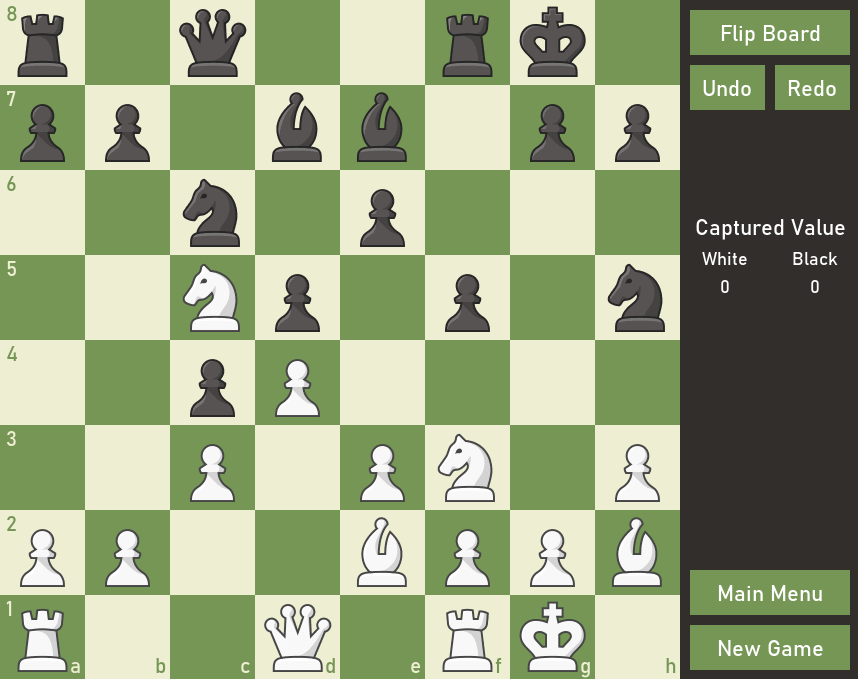 8
7
6
5
4
3
2
1
a b c d e f g h
Flip Board
Undo Redo
Captured Value
White Black
0 0
Main Menu
New Game